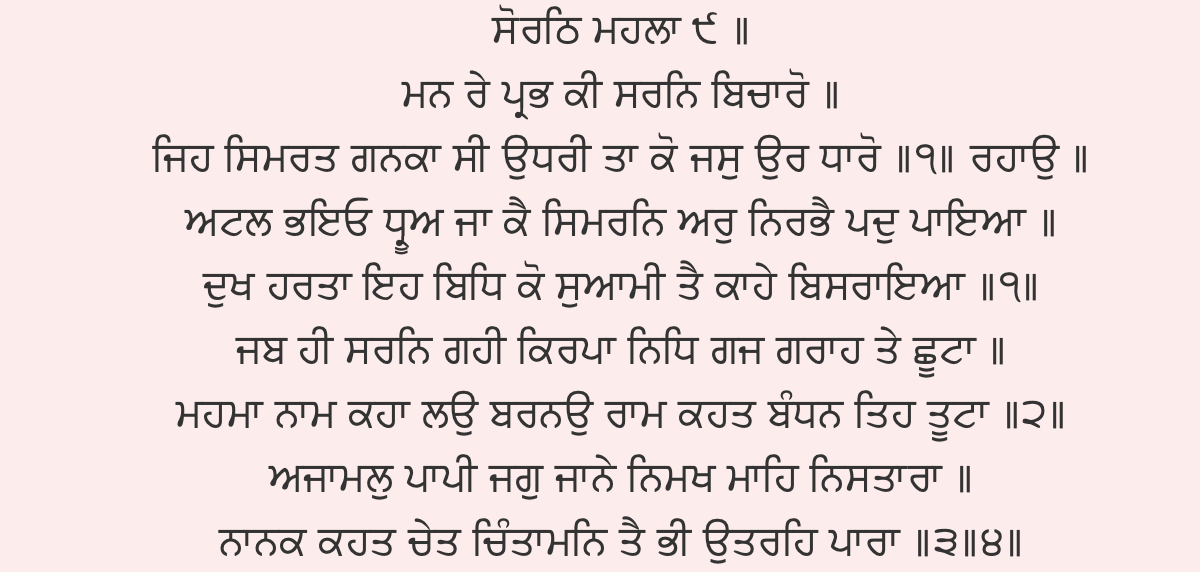 ਸੋਰਠਿ ਮਹਲਾ ੯ ॥
ਮਨ ਰੇ ਪ੍ਰਭ ਕੀ ਸਰਨਿ ਬਿਚਾਰੋ ॥
ਜਿਹ ਸਿਮਰਤ ਗਨਕਾ ਸੀ ਉਧਰੀ ਤਾ ਕੋ ਜਸੁ ਉਰ ਧਾਰੋ ॥੧॥ ਰਹਾਉ ॥
ਅਟਲ ਭਇਓ ਧ੍ਰੂਅ ਜਾ ਕੈ ਸਿਮਰਨਿ ਅਰੁ ਨਿਰਭੈ ਪਦੁ ਪਾਇਆ ॥
ਦੁਖ ਹਰਤਾ ਇਹ ਬਿਧਿ ਕੋ ਸੁਆਮੀ ਤੈ ਕਾਹੇ ਬਿਸਰਾਇਆ ॥੧॥
ਜਬ ਹੀ ਸਰਨਿ ਗਹੀ ਕਿਰਪਾ ਨਿਧਿ ਗਜ ਗਰਾਹ ਤੇ ਛੂਟਾ ॥
ਮਹਮਾ ਨਾਮ ਕਹਾ ਲਉ ਬਰਨਉ ਰਾਮ ਕਹਤ ਬੰਧਨ ਤਿਹ ਤੂਟਾ ॥੨॥
ਅਜਾਮਲੁ ਪਾਪੀ ਜਗੁ ਜਾਨੇ ਨਿਮਖ ਮਾਹਿ ਨਿਸਤਾਰਾ ॥
ਨਾਨਕ ਕਹਤ ਚੇਤ ਚਿੰਤਾਮਨਿ ਤੈ ਭੀ ਉਤਰਹਿ ਪਾਰਾ ॥੩॥੪॥